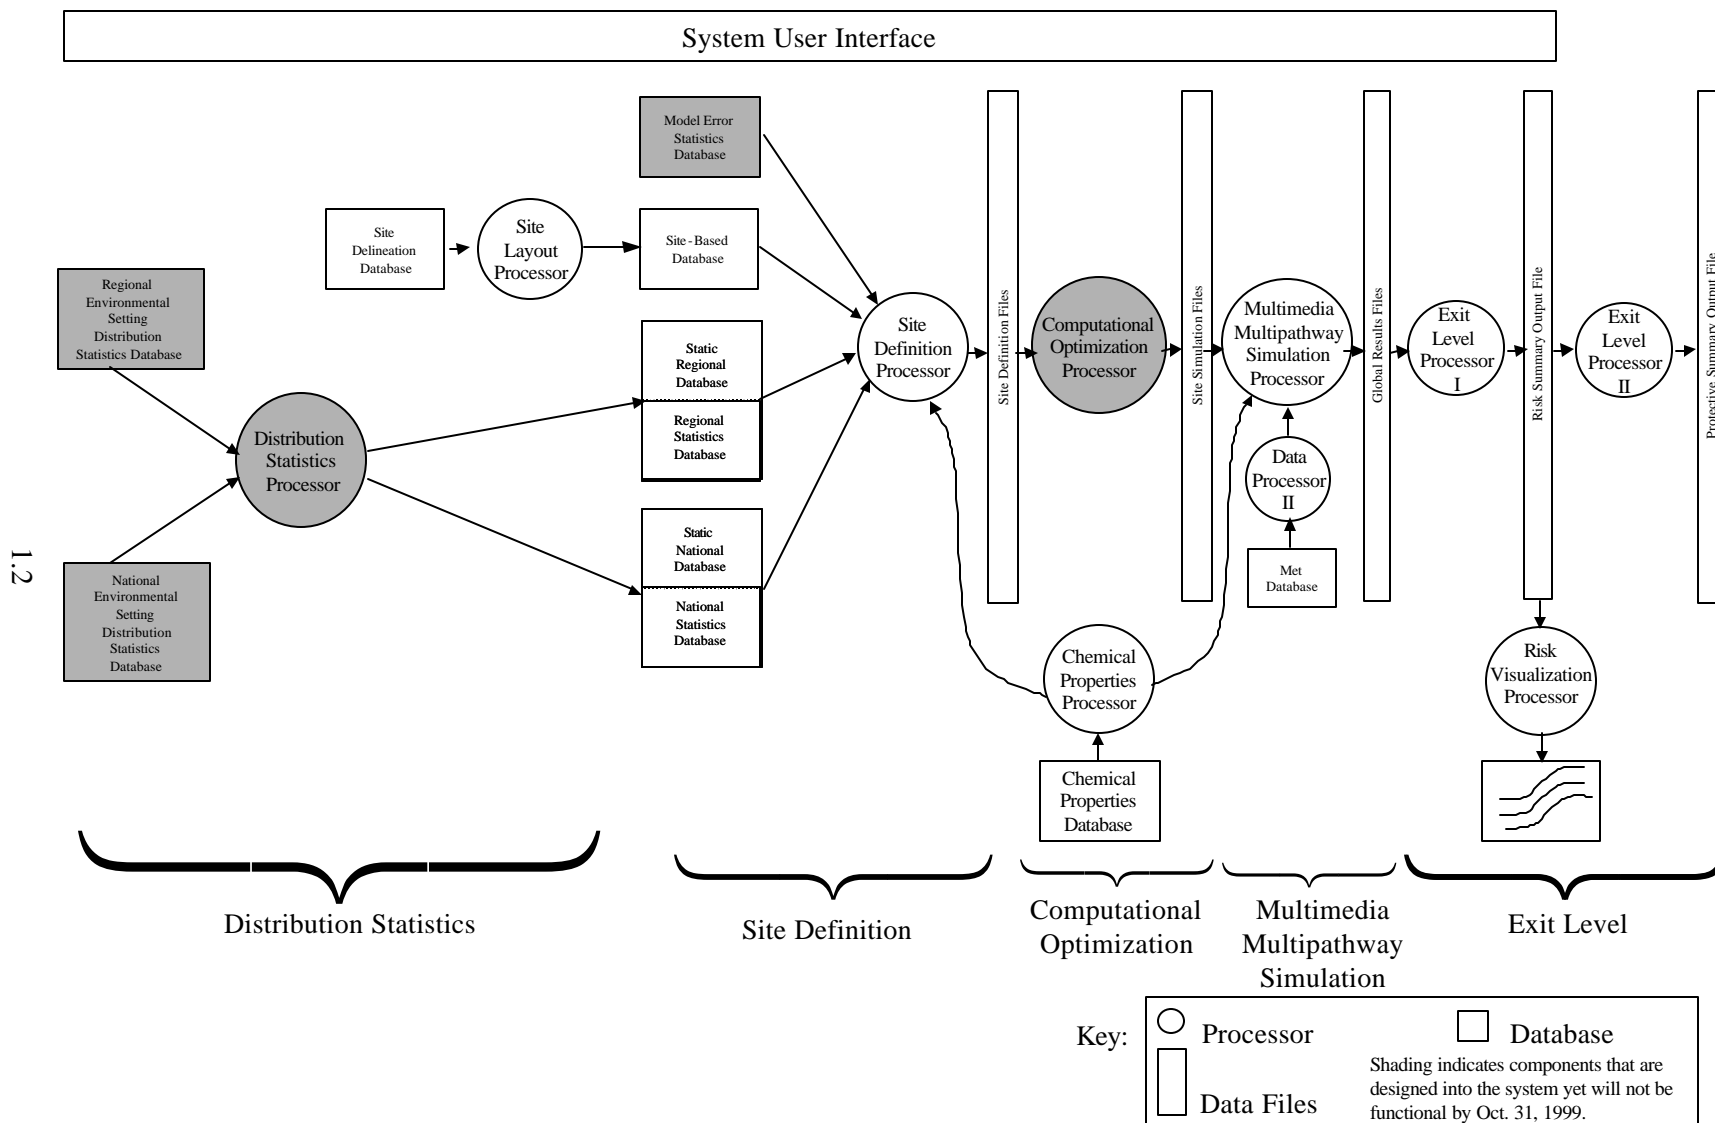 System User Interface
Model Error
Statistics
Database
Site
Delineation
Database
Site
Layout
Processor
Site-Based
Database
Regional
Environmental
Setting
Distribution
Statistics Database
Static
Regional
Database
Regional
Statistics
Database
Distribution
Statistics
Processor
Static
National
Database
National
Statistics
Database
National
Environmental
Setting
Distribution
Statistics
Database
1.2
Site
Definition
Processor
Site Definition Files
Computational
Optimization
Processor
Site Simulation Files
Multimedia
Multipathway
Simulation
Processor
Data
Processor
II
Met
Database
Global Results Files
Exit
Level
Processor
I
Risk Summary Output File
Exit
Level
Processor
II
Protective Summary Output File
Chemical
Properties
Processor
Chemical
Properties
Database
Risk
Visualization
Processor
Distribution Statistics
Site Definition
Computational
Optimization
Multimedia
Multipathway
Simulation
Exit Level
Key:
Processor
Database
Data Files
Shading indicates components that are
designed into the system yet will not be
functional by Oct. 31, 1999.